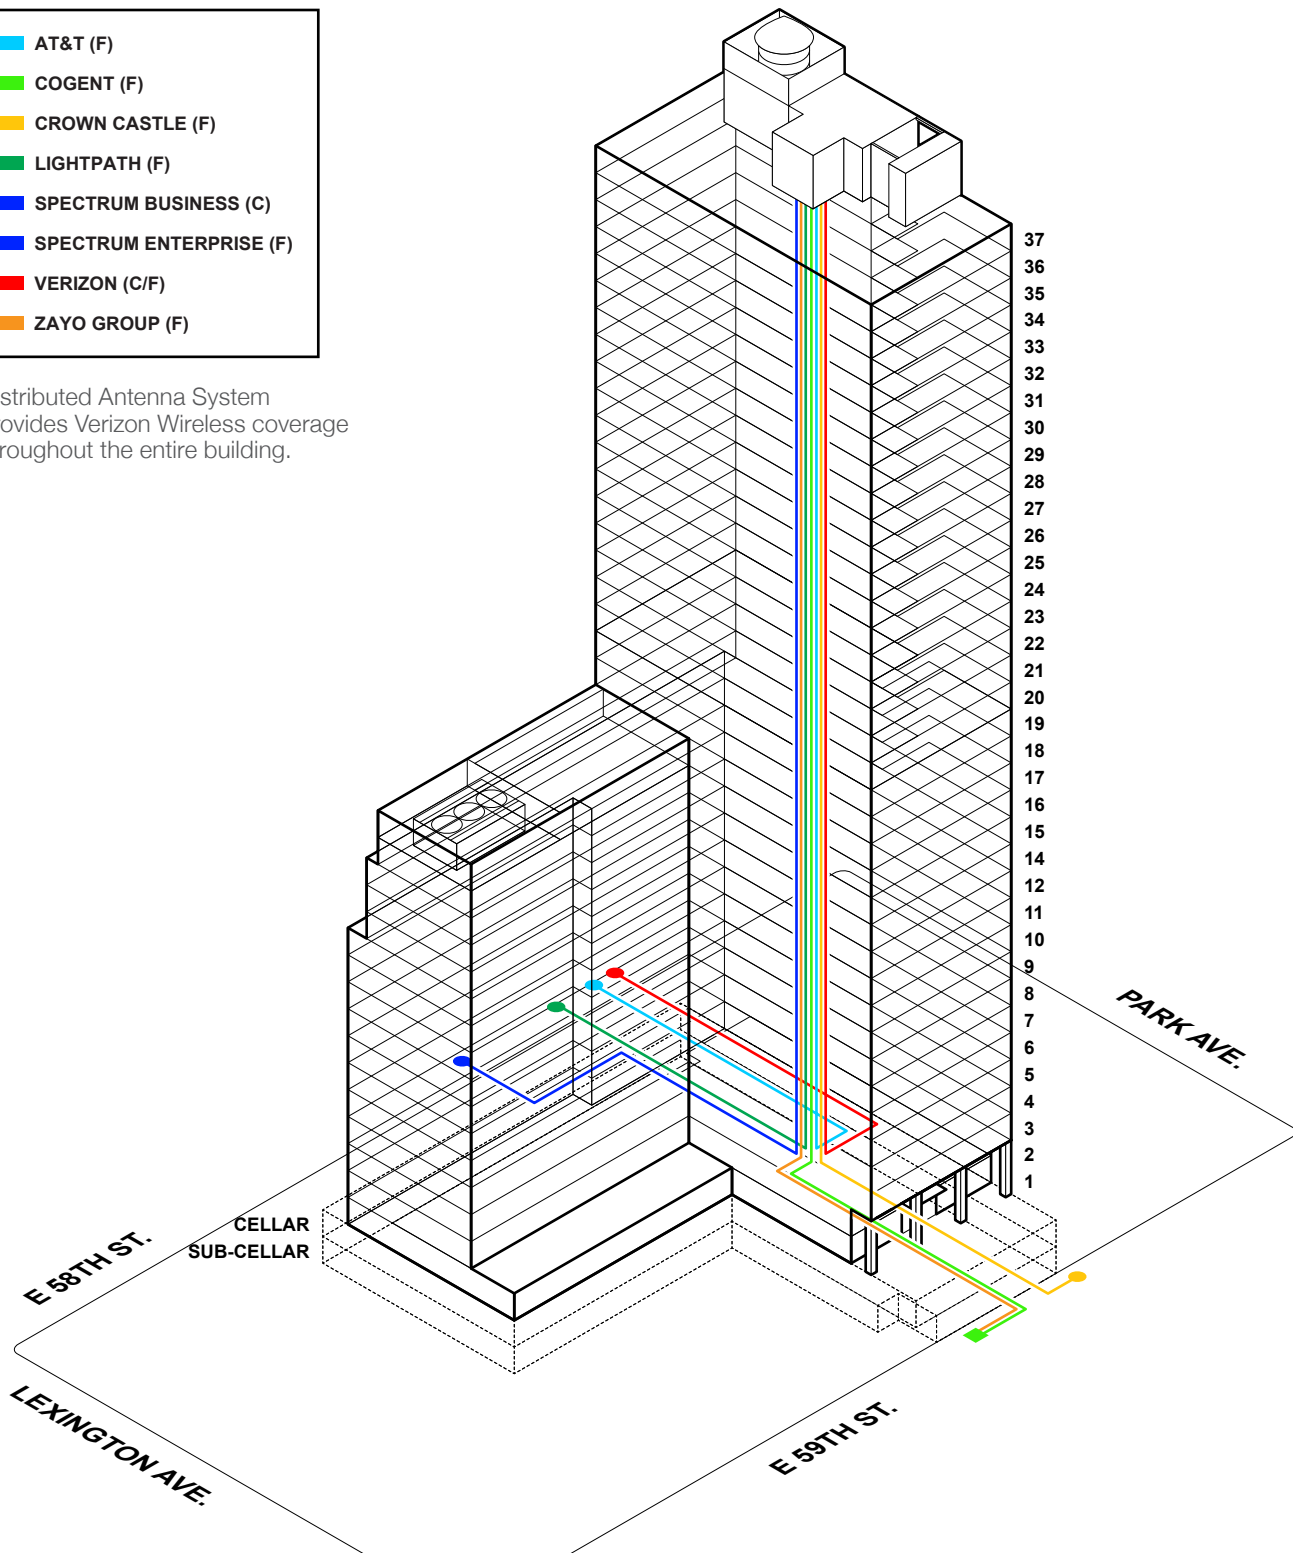 AT&T (F)
COGENT (F)
CROWN CASTLE (F)
LIGHTPATH (F)
SPECTRUM BUSINESS (C)
SPECTRUM ENTERPRISE (F)
VERIZON (C/F)
ZAYO GROUP (F)
stributed Antenna System
ovides Verizon Wireless coverage
roughout the entire building.
37
36
35
34
33
32
31
30
29
28
27
26
25
24
23
22
21
20
19
18
17
16
15
14
12
11
10
9
8
7
6
5
4
3
2
1
PARK AVE.
CELLAR
SUB-CELLAR
E 58TH ST.
LEXINGTON AVE.
E 59TH ST.